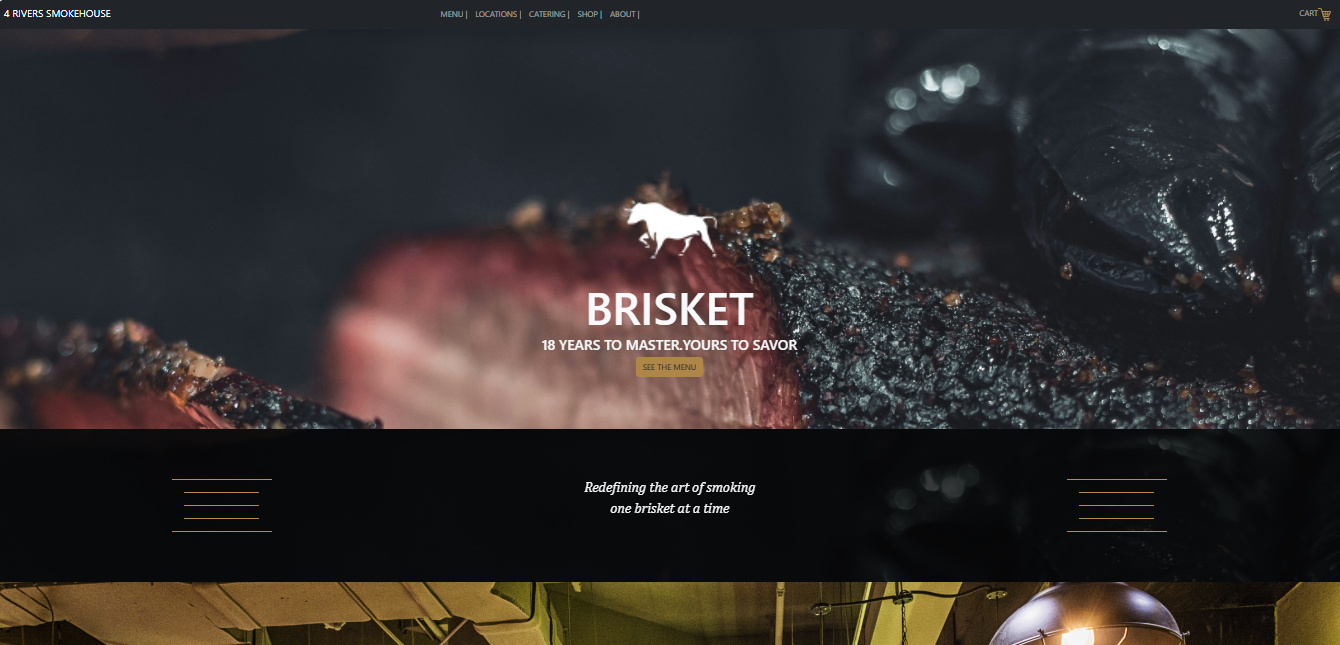 4 RIVERS SMOKEHOUSE
MENU | LOCATIONS | CATERING | SHOP | ABOUT |
CART
BRISKET
18 YEARS TO MASTER.YOURS TO SAVOR
SEE THE MENU
Redefining the art of smoking
one brisket at a time